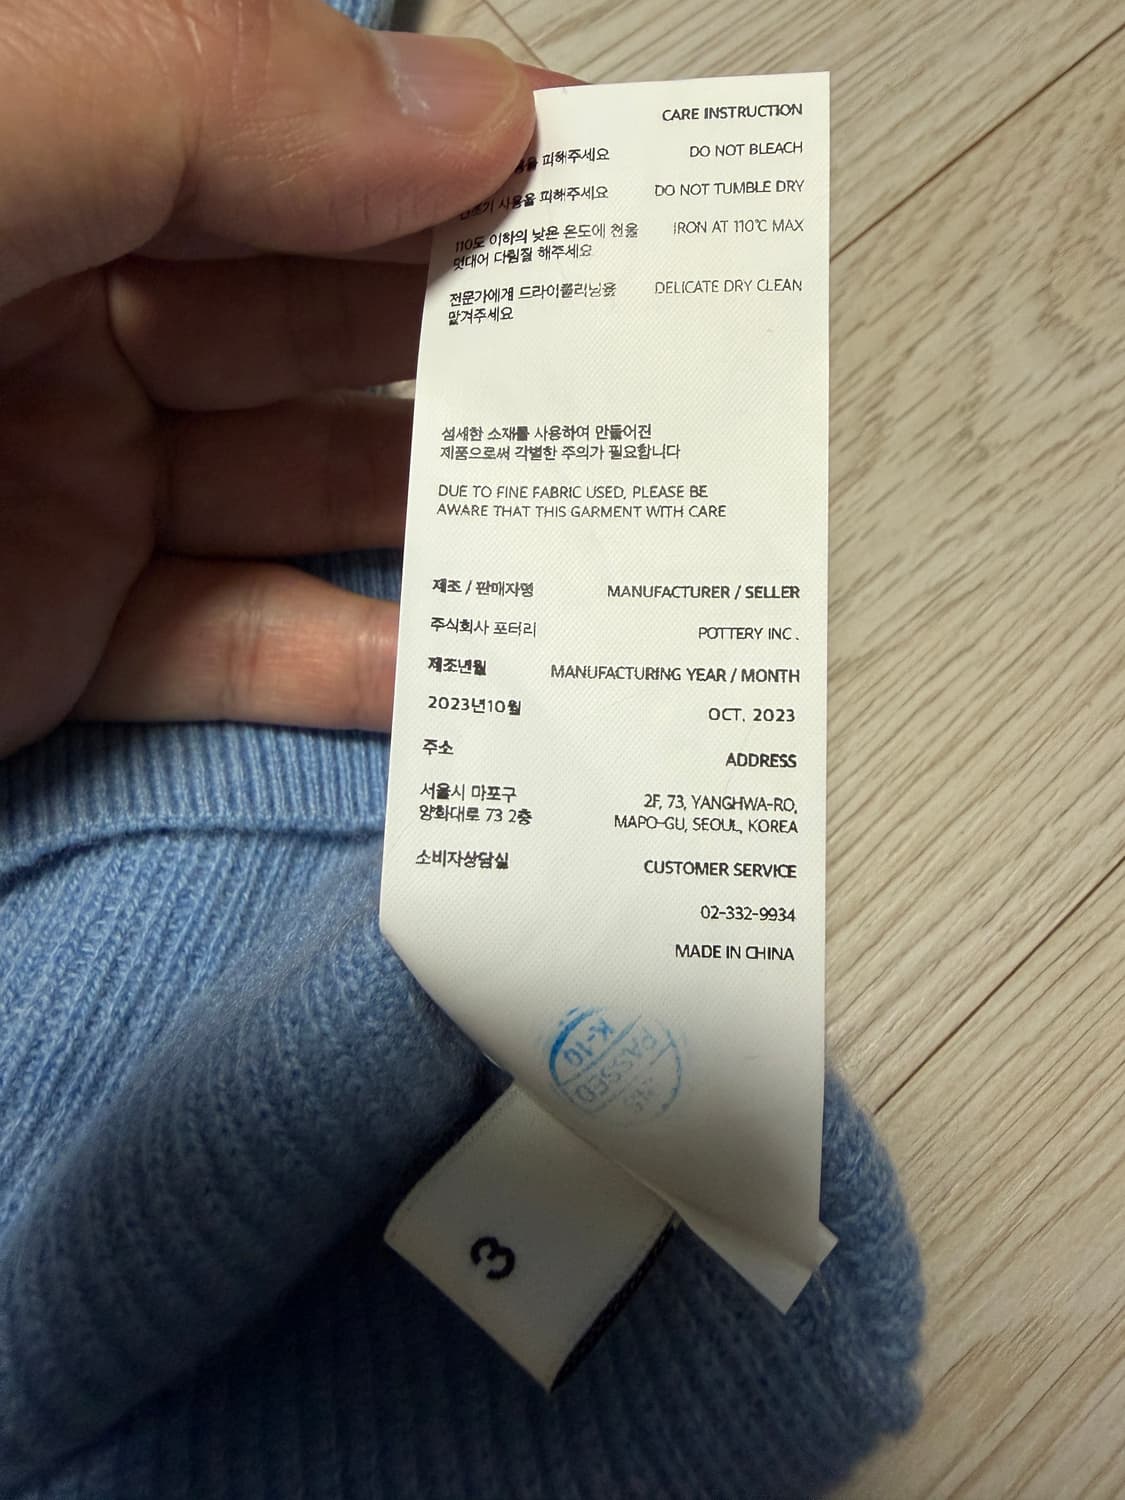 CARE INSTRUCTION
피해주세요 DO NOT BLEACH
사용을 피해주세요 DO NOT TUMBLE DRY
110도 이하의 낮은 온도에 천을 IRON AT 110℃ MAX
덧대어 다림질 해주세요
전문가에게 드라이클리닝을 DELICATE DRY CLEAN
맡겨주세요
섬세한 소재를 사용하여 만들어진
제품으로써 각별한 주의가 필요합니다
DUE TO FINE FABRIC USED, PLEASE BE
AWARE THAT THIS GARMENT WITH CARE
제조 / 판매자명 MANUFACTURER / SELLER
주식회사 포터리 POTTERY INC.
제조년월 MANUFACTURING YEAR / MONTH
2023년10월 OCT. 2023
주소 ADDRESS
서울시 마포구 2F, 73, YANGHWA-RO,
양화대로 73 2층 MAPO-GU, SEOUL, KOREA
소비자상담실 CUSTOMER SERVICE
02-332-9934
MADE IN CHINA
K-10
PASSED
3